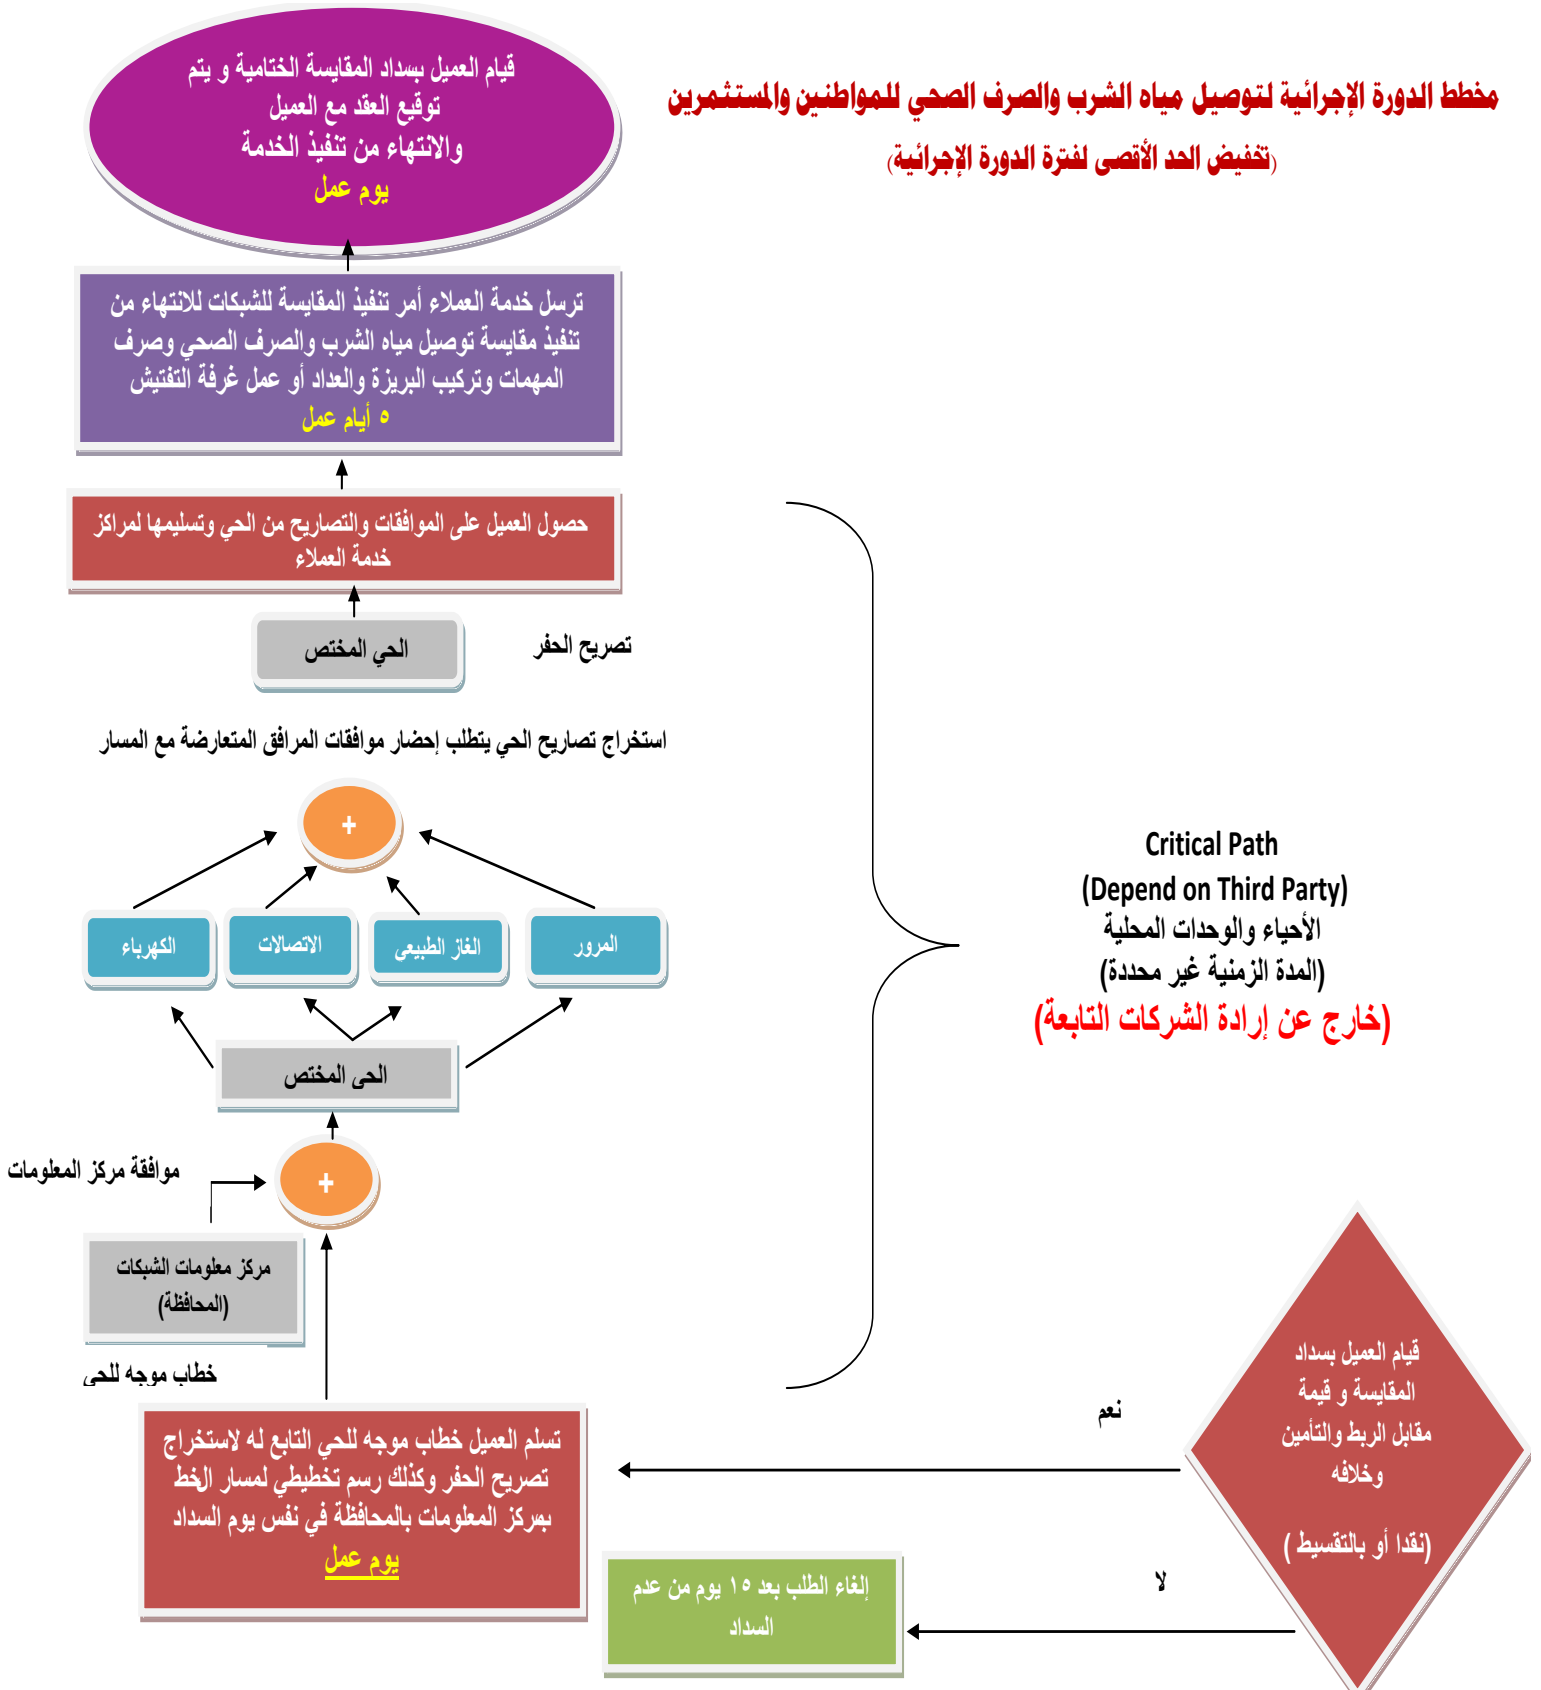 مخطط الدورة الإجرائية لتوصيل مياه الشرب والصرف الصحي للمواطنين والمستثمرين
(تخفيض الحد الأقصى لفترة الدورة الإجرائية)
قيام العميل بسداد المقايسة الختامية و يتم
توقيع العقد مع العميل
والانتهاء من تنفيذ الخدمة
يوم عمل
ترسل خدمة العملاء أمر تنفيذ المقايسة للشبكات للانتهاء من
تنفيذ مقايسة توصيل مياه الشرب والصرف الصحي وصرف
المهمات وتركيب البريزة والعداد أو عمل غرفة التفتيش
٥ أيام عمل
حصول العميل على الموافقات والتصاريح من الحي وتسليمها لمراكز
خدمة العملاء
تصريح الحفر
الحي المختص
استخراج تصاريح الحي يتطلب إحضار موافقات المرافق المتعارضة مع المسار
+
المرور
الغاز الطبيعى
الاتصالات
الكهرباء
Critical Path
(Depend on Third Party)
الأحياء والوحدات المحلية
(المدة الزمنية غير محددة)
(خارج عن إرادة الشركات التابعة)
الحى المختص
موافقة مركز المعلومات
+
مركز معلومات الشبكات
(المحافظة)
خطاب موجه للحى
قيام العميل بسداد
المقايسة و قيمة
مقابل الربط والتأمين
وخلافه
(نقدا أو بالتقسيط )
نعم
تسلم العميل خطاب موجه للحي التابع له لاستخراج
تصريح الحفر وكذلك رسم تخطيطي لمسار الخط
بمركز المعلومات بالمحافظة في نفس يوم السداد
يوم عمل
لا
إلغاء الطلب بعد ١٥ يوم من عدم
السداد